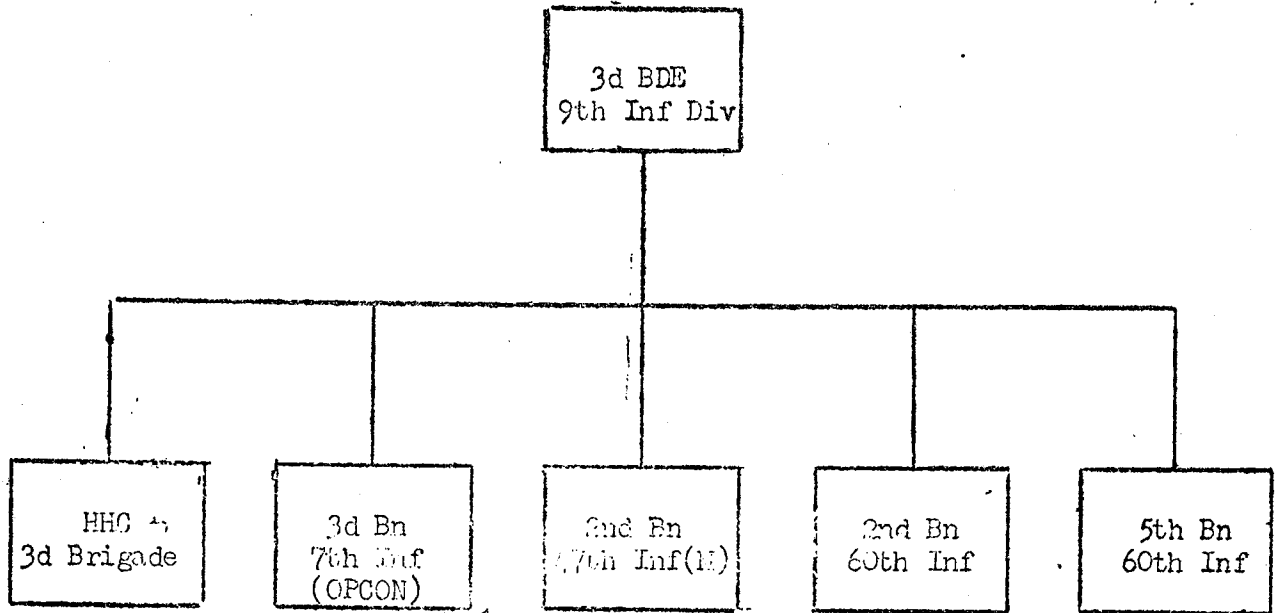 3d BDE
9th Inf Div
HHC
3d Brigade
3d Bn
7th Inf
(OPCON)
2nd Bn
47th Inf(M)
2nd Bn
60th Inf
5th Bn
60th Inf